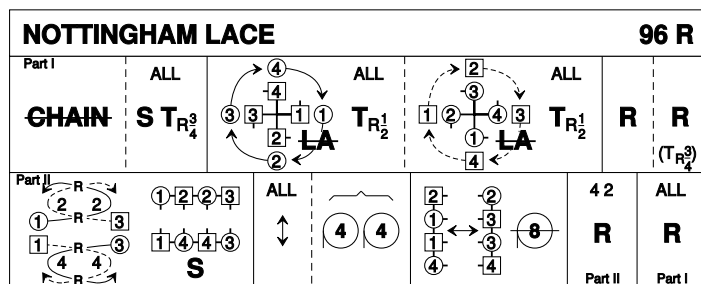 NOTTINGHAM LACE 96 R
Part I
CHAIN
ALL
S T R 3/4
4
4
3 3 1 1
2
2
LA
ALL
T R 1/2
2
3
1 2 4 3
1
4
LA
ALL
T R 1/2
R
R
(T R 3/4)
Part II
R R
2 2
1 R 3
1 R 3
4 4
R R
1 2 2 3
1 4 4 3
S
ALL
4 4
2 2
1 3
1 3
4 4
8
4 2
R
Part II
ALL
R
Part I